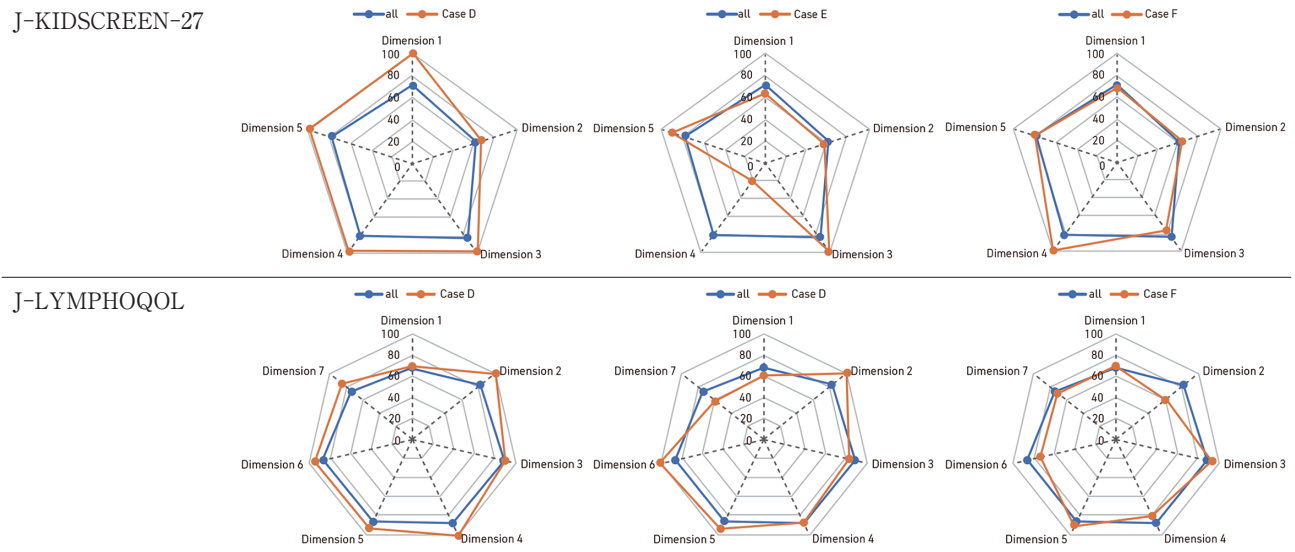 J-KIDSCREEN-27
all Case D
Dimension 1
100
80
60
40
20
0
Dimension 2
Dimension 3
Dimension 4
Dimension 5
all Case E
Dimension 1
100
80
60
40
20
0
Dimension 2
Dimension 3
Dimension 4
Dimension 5
all Case F
Dimension 1
100
80
60
40
20
0
Dimension 2
Dimension 3
Dimension 4
Dimension 5
J-LYMPHOQOL
all Case D
Dimension 1
100
80
60
40
20
0
Dimension 2
Dimension 3
Dimension 4
Dimension 5
Dimension 6
Dimension 7
all Case D
Dimension 1
100
80
60
40
20
0
Dimension 2
Dimension 3
Dimension 4
Dimension 5
Dimension 6
Dimension 7
all Case F
Dimension 1
100
80
60
40
20
0
Dimension 2
Dimension 3
Dimension 4
Dimension 5
Dimension 6
Dimension 7